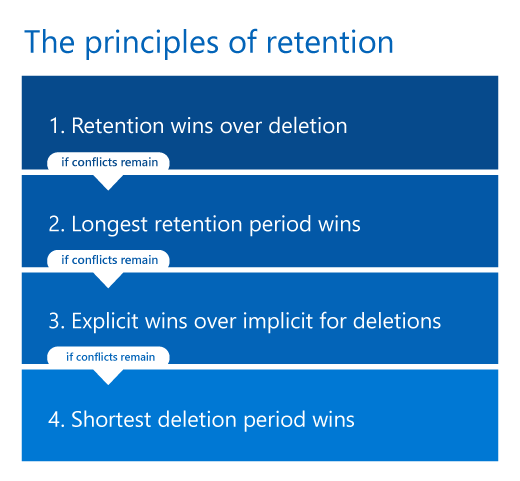 The principles of retention
1. Retention wins over deletion
if conflicts remain
2. Longest retention period wins
if conflicts remain
3. Explicit wins over implicit for deletions
if conflicts remain
4. Shortest deletion period wins